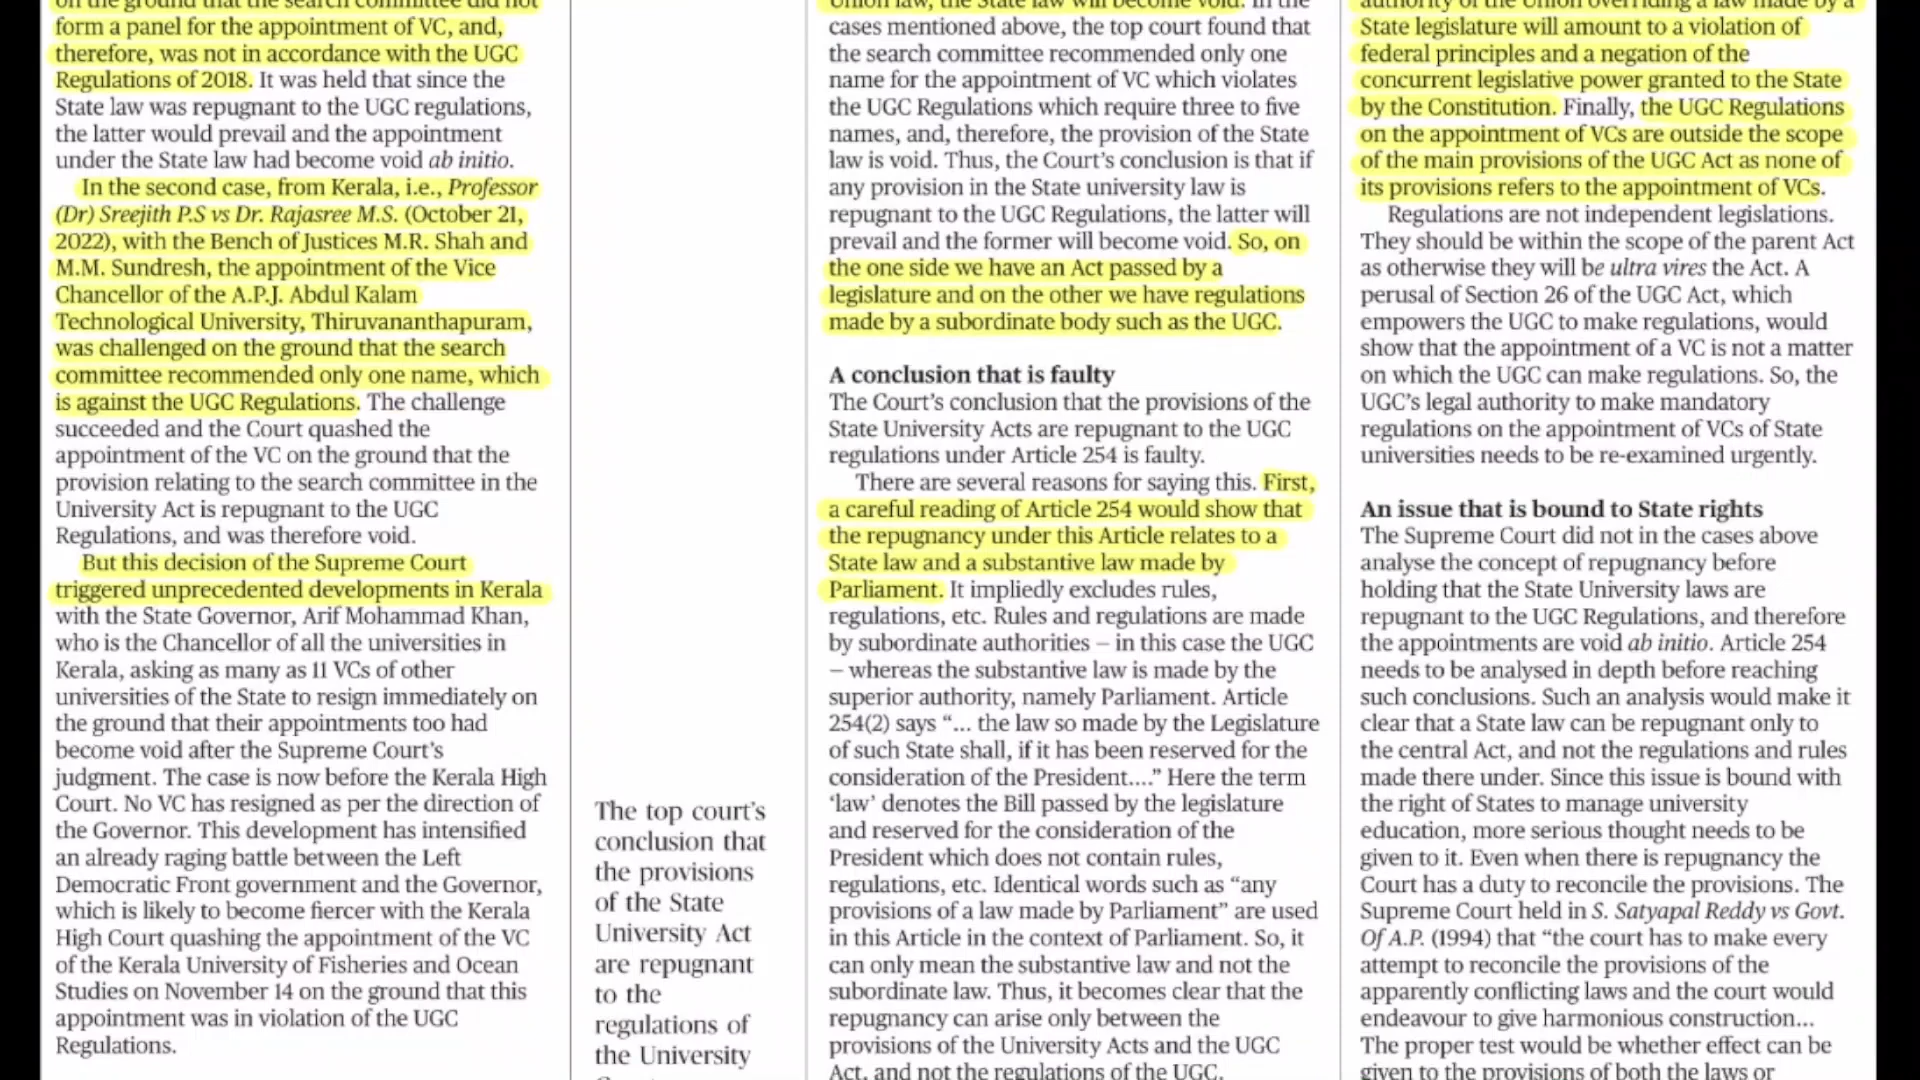 on the ground that the search committee did not
form a panel for the appointment of VC, and,
therefore, was not in accordance with the UGC
Regulations of 2018. It was held that since the
State law was repugnant to the UGC regulations,
the latter would prevail and the appointment
under the State law had become void ab initio.
In the second case, from Kerala, i.e., Professor
(Dr) Sreejith P.S vs Dr. Rajasree M.S. (October 21,
2022), with the Bench of Justices M.R. Shah and
M.M. Sundresh, the appointment of the Vice
Chancellor of the A.P.J. Abdul Kalam
Technological University, Thiruvananthapuram,
was challenged on the ground that the search
committee recommended only one name, which
is against the UGC Regulations. The challenge
succeeded and the Court quashed the
appointment of the VC on the ground that the
provision relating to the search committee in the
University Act is repugnant to the UGC
Regulations, and was therefore void.
But this decision of the Supreme Court
triggered unprecedented developments in Kerala
with the State Governor, Arif Mohammad Khan,
who is the Chancellor of all the universities in
Kerala, asking as many as 11 VCs of other
universities of the State to resign immediately on
the ground that their appointments too had
become void after the Supreme Court's
judgment. The case is now before the Kerala High
Court. No VC has resigned as per the direction of
the Governor. This development has intensified
an already raging battle between the Left
Democratic Front government and the Governor,
which is likely to become fiercer with the Kerala
High Court quashing the appointment of the VC
of the Kerala University of Fisheries and Ocean
Studies on November 14 on the ground that this
appointment was in violation of the UGC
Regulations.
The top court's
conclusion that
the provisions
of the State
University Act
are repugnant
to the
regulations of
the University
Union law, the State law will become void. In the
cases mentioned above, the top court found that
the search committee recommended only one
name for the appointment of VC which violates
the UGC Regulations which require three to five
names, and, therefore, the provision of the State
law is void. Thus, the Court's conclusion is that if
any provision in the State university law is
repugnant to the UGC Regulations, the latter will
prevail and the former will become void. So, on
the one side we have an Act passed by a
legislature and on the other we have regulations
made by a subordinate body such as the UGC.
A conclusion that is faulty
The Court's conclusion that the provisions of the
State University Acts are repugnant to the UGC
regulations under Article 254 is faulty.
There are several reasons for saying this. First,
a careful reading of Article 254 would show that
the repugnancy under this Article relates to a
State law and a substantive law made by
Parliament. It impliedly excludes rules,
regulations, etc. Rules and regulations are made
by subordinate authorities – in this case the UGC
– whereas the substantive law is made by the
superior authority, namely Parliament. Article
254(2) says “... the law so made by the Legislature
of such State shall, if it has been reserved for the
consideration of the President....” Here the term
‘law’ denotes the Bill passed by the legislature
and reserved for the consideration of the
President which does not contain rules,
regulations, etc. Identical words such as “any
provisions of a law made by Parliament” are used
in this Article in the context of Parliament. So, it
can only mean the substantive law and not the
subordinate law. Thus, it becomes clear that the
repugnancy can arise only between the
provisions of the University Acts and the UGC
Act, and not the regulations of the UGC.
authority of the Union overriding a law made by a
State legislature will amount to a violation of
federal principles and a negation of the
concurrent legislative power granted to the State
by the Constitution. Finally, the UGC Regulations
on the appointment of VCs are outside the scope
of the main provisions of the UGC Act as none of
its provisions refers to the appointment of VCs.
Regulations are not independent legislations.
They should be within the scope of the parent Act
as otherwise they will be ultra vires the Act. A
perusal of Section 26 of the UGC Act, which
empowers the UGC to make regulations, would
show that the appointment of a VC is not a matter
on which the UGC can make regulations. So, the
UGC's legal authority to make mandatory
regulations on the appointment of VCs of State
universities needs to be re-examined urgently.
An issue that is bound to State rights
The Supreme Court did not in the cases above
analyse the concept of repugnancy before
holding that the State University laws are
repugnant to the UGC Regulations, and therefore
the appointments are void ab initio. Article 254
needs to be analysed in depth before reaching
such conclusions. Such an analysis would make it
clear that a State law can be repugnant only to
the central Act, and not the regulations and rules
made there under. Since this issue is bound with
the right of States to manage university
education, more serious thought needs to be
given to it. Even when there is repugnancy the
Court has a duty to reconcile the provisions. The
Supreme Court held in S. Satyapal Reddy vs Govt.
Of A.P. (1994) that “the court has to make every
attempt to reconcile the provisions of the
apparently conflicting laws and the court would
endeavour to give harmonious construction...
The proper test would be whether effect can be
given to the provisions of both the laws or